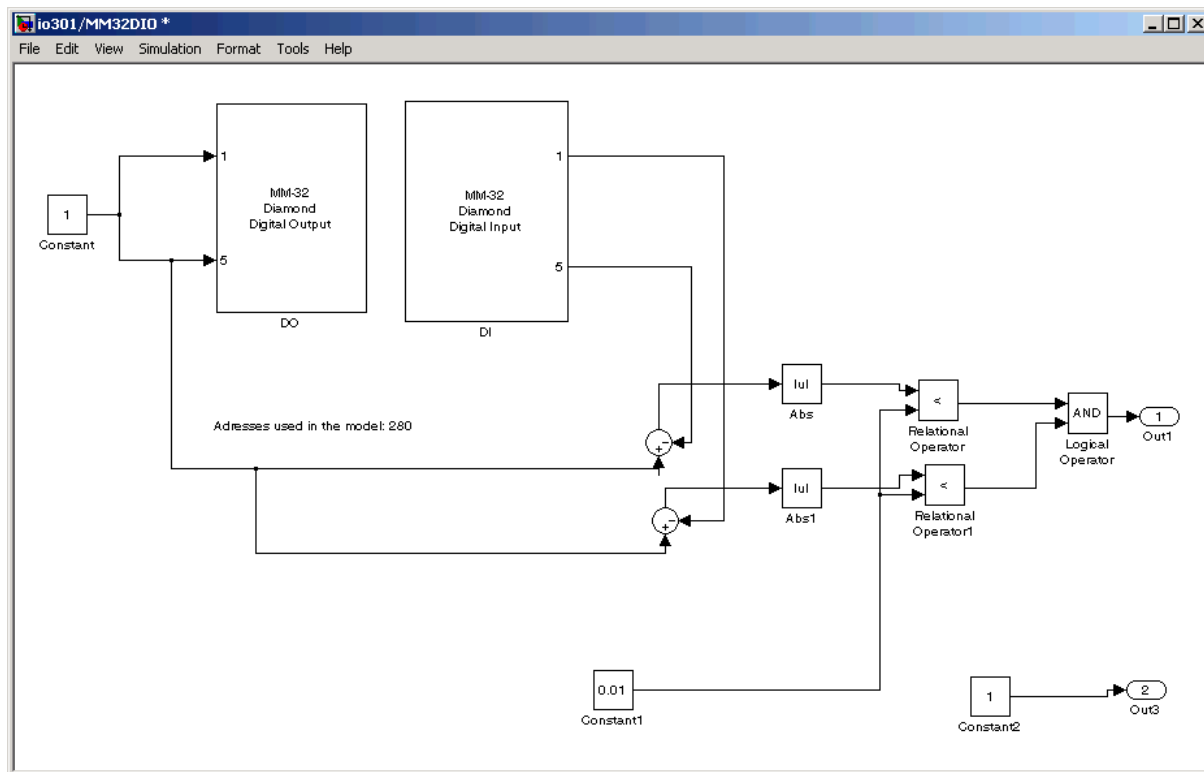 io301/MM32DIO *
File Edit View Simulation Format Tools Help
1
Constant
1
5
MM-32
Diamond
Digital Output
DO
MM-32
Diamond
Digital Input
1
5
DI
Adresses used in the model: 280
+
-
+
-
|u|
Abs
|u|
Abs1
<
Relational
Operator
<
Relational
Operator1
AND
Logical
Operator
1
Out1
0.01
Constant1
1
Constant2
2
Out3